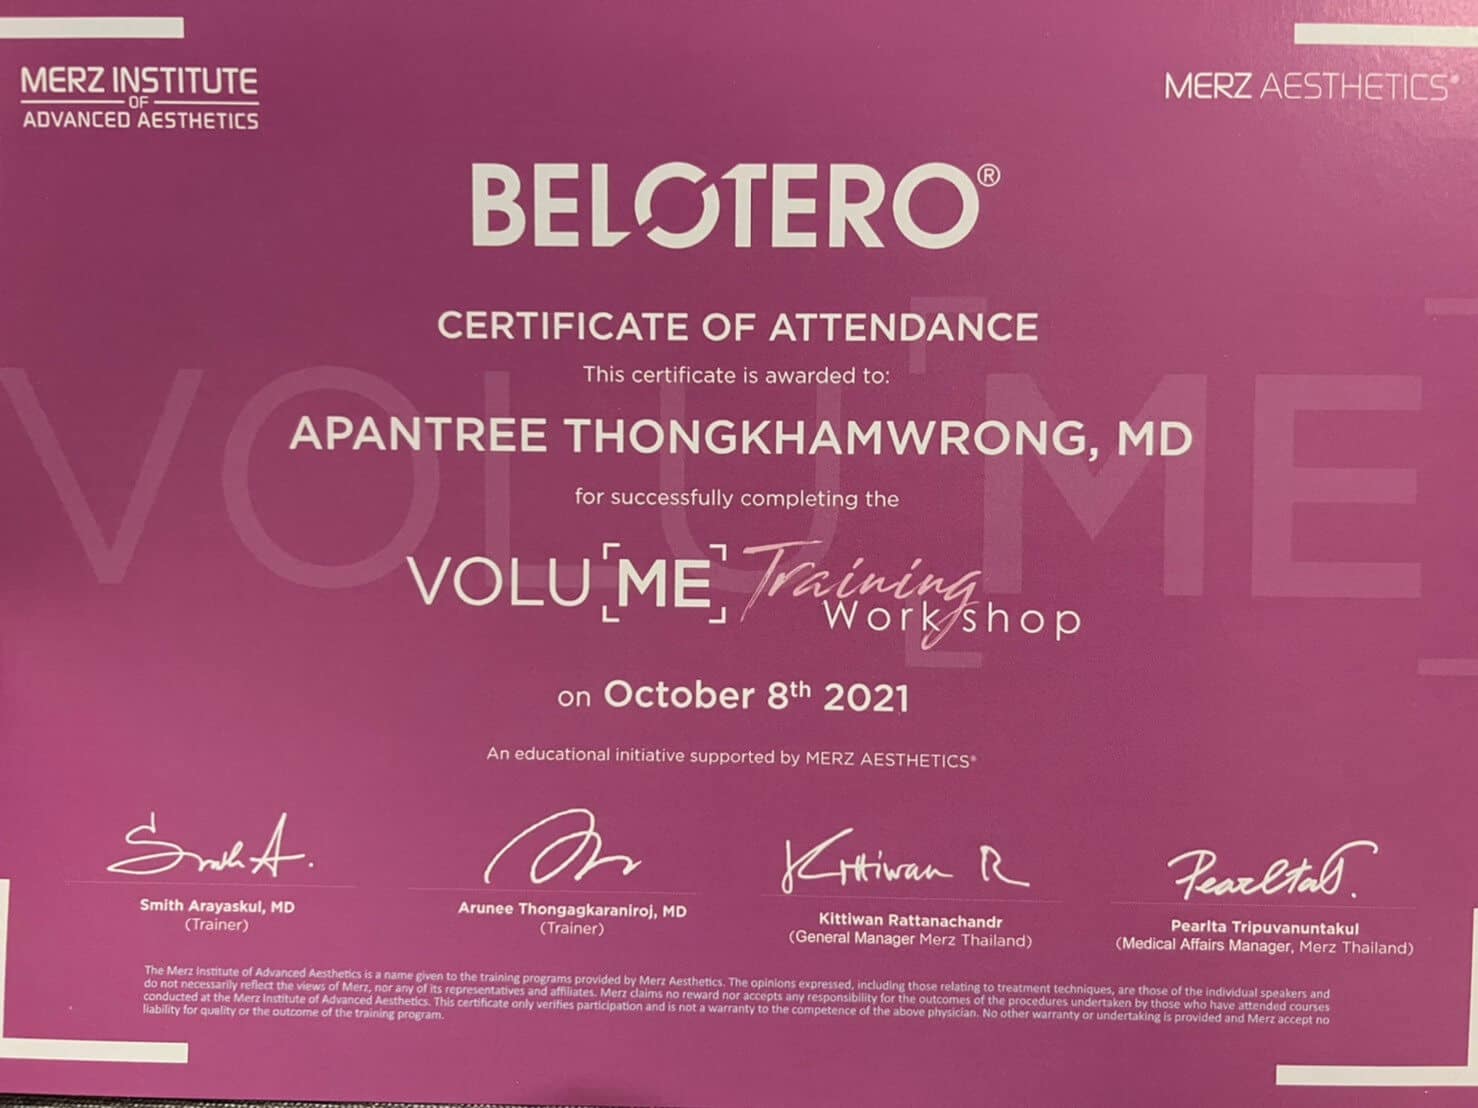 MERZ INSTITUTE
OF
ADVANCED AESTHETICS
MERZ AESTHETICS®
BELOTERO®
CERTIFICATE OF ATTENDANCE
This certificate is awarded to:
APANTREE THONGKHAMWRONG, MD
for successfully completing the
VOLU[ME] Training
Workshop
on October 8th 2021
An educational initiative supported by MERZ AESTHETICS®
Smith A.
Kittiwan R
PearltaT.
Smith Arayaskul, MD
(Trainer)
Arunee Thongagkaraniroj, MD
(Trainer)
Kittiwan Rattanachandr
(General Manager Merz Thailand)
Pearlta Tripuvanuntakul
(Medical Affairs Manager, Merz Thailand)
The Merz Institute of Advanced Aesthetics is a name given to the training programs provided by Merz Aesthetics. The opinions expressed, including those relating to treatment techniques, are those of the individual speakers and
do not necessarily reflect the views of Merz, nor any of its representatives and affiliates. Merz claims no reward nor accepts any responsibility for the outcomes of the procedures undertaken by those who have attended courses
conducted at the Merz Institute of Advanced Aesthetics. This certificate only verifies participation and is not a warranty to the competence of the above physician. No other warranty or undertaking is provided and Merz accept no
liability for quality or the outcome of the training program.
VOLU[ME]